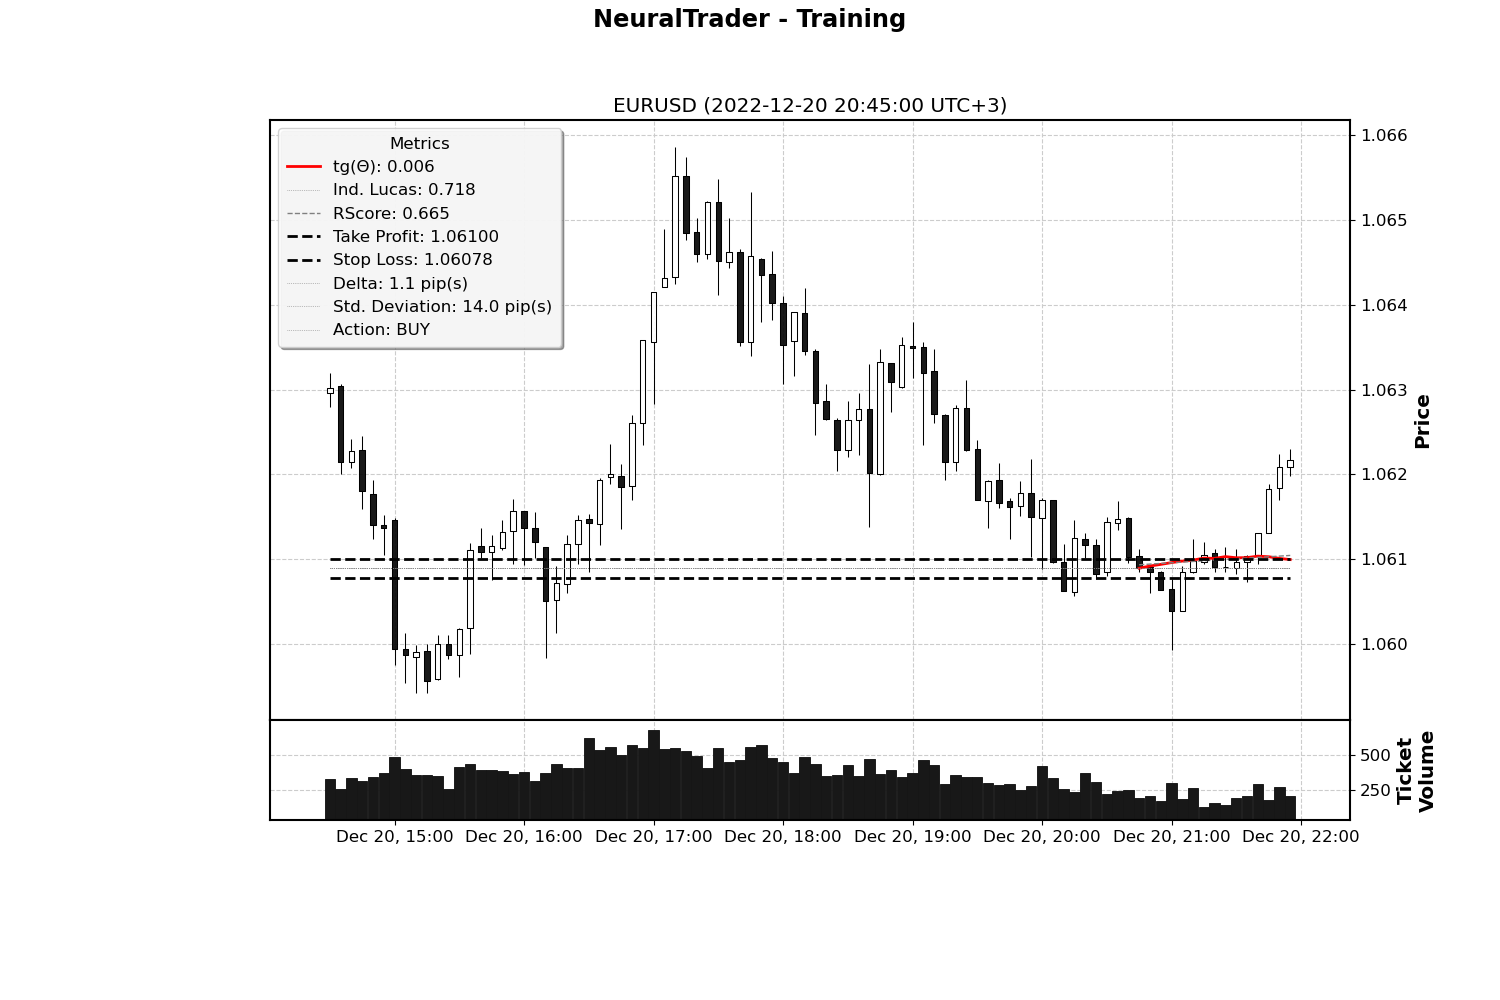 NeuralTrader - Training
EURUSD (2022-12-20 20:45:00 UTC+3)
Metrics
tg(Θ): 0.006
Ind. Lucas: 0.718
RScore: 0.665
Take Profit: 1.06100
Stop Loss: 1.06078
Delta: 1.1 pip(s)
Std. Deviation: 14.0 pip(s)
Action: BUY
1.066
1.065
1.064
1.063
1.062
1.061
1.060
Price
500
250
Ticket
Volume
Dec 20, 15:00 Dec 20, 16:00 Dec 20, 17:00 Dec 20, 18:00 Dec 20, 19:00 Dec 20, 20:00 Dec 20, 21:00 Dec 20, 22:00